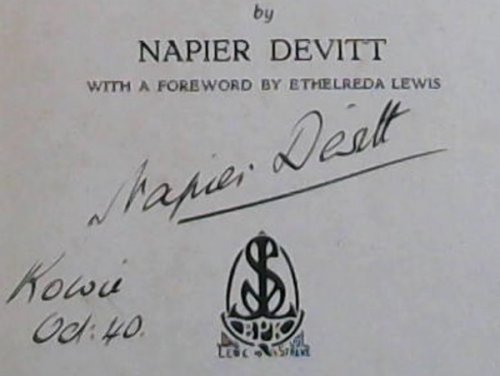 by
NAPIER DEVITT
WITH A FOREWORD BY ETHELREDA LEWIS
Napier Devitt
Kowie
Oct: 40.